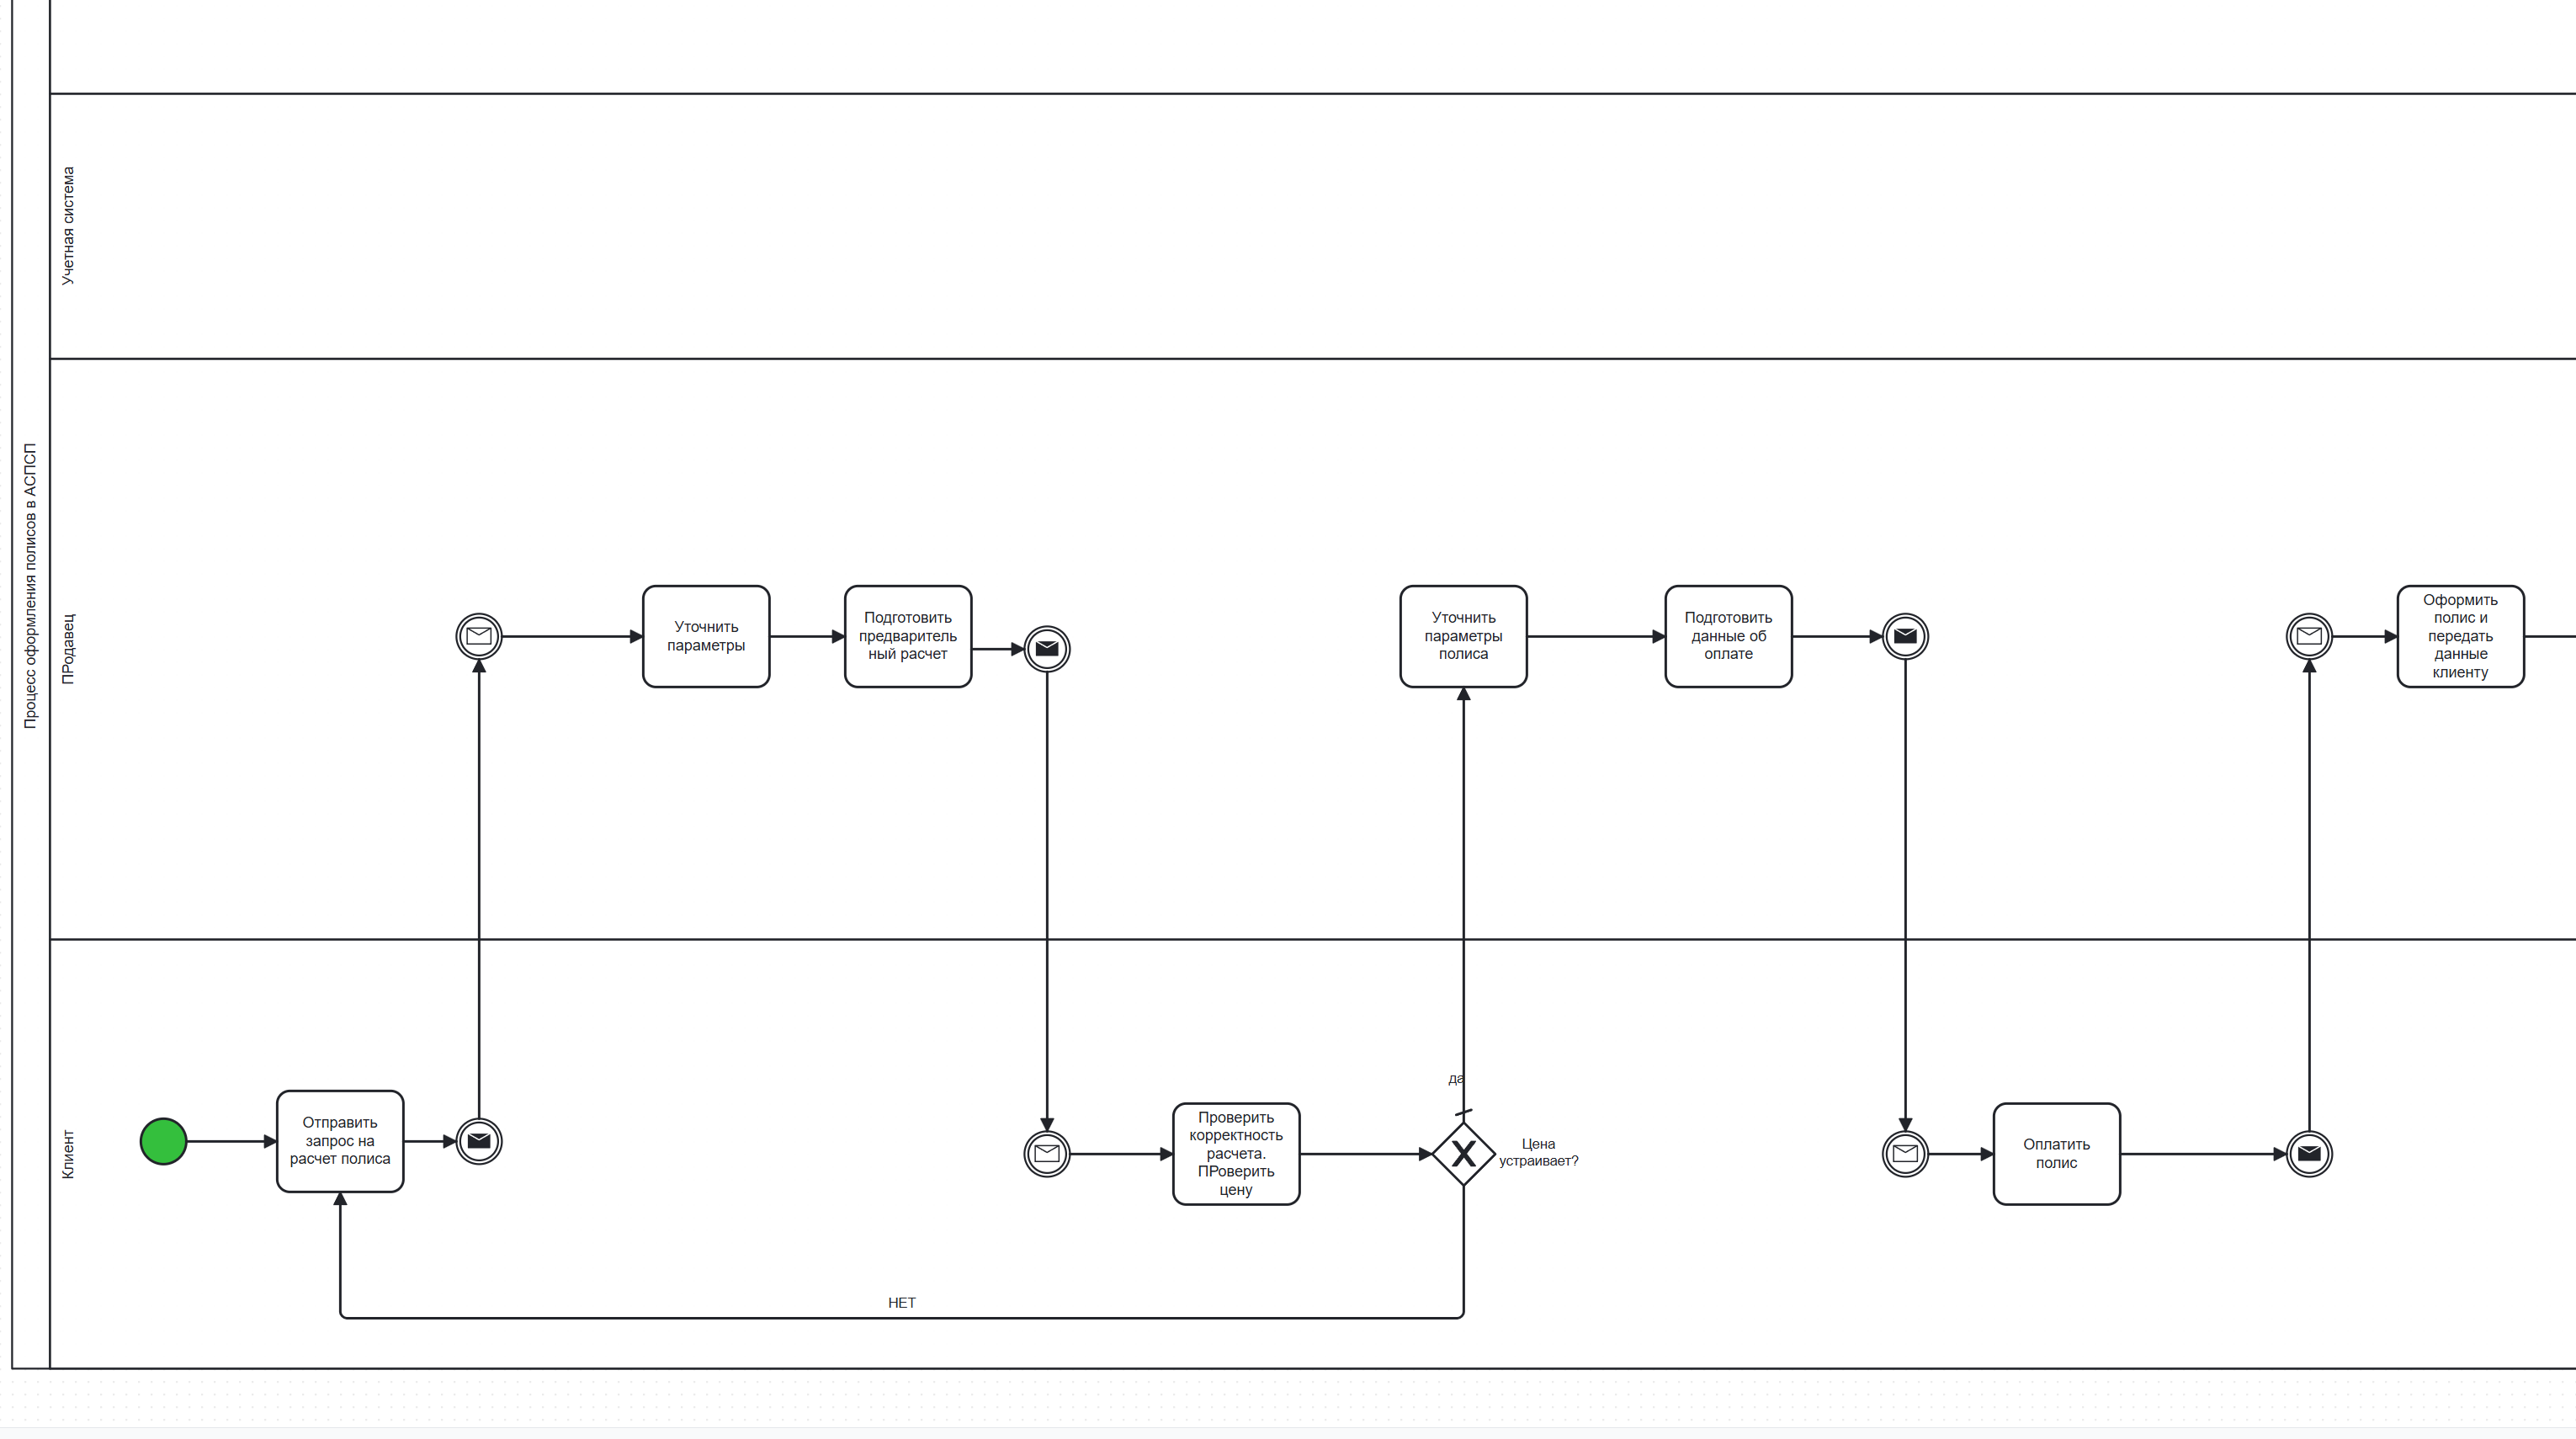 Процесс оформления полисов в АСПСП
Учетная система
ПРодавец
Уточнить
параметры
Подготовить
предваритель
ный расчет
Уточнить
параметры
полиса
Подготовить
данные об
оплате
Оформить
полис и
передать
данные
клиенту
Клиент
Отправить
запрос на
расчет полиса
Проверить
корректность
расчета.
ПРоверить
цену
да
Цена
устраивает?
Оплатить
полис
НЕТ